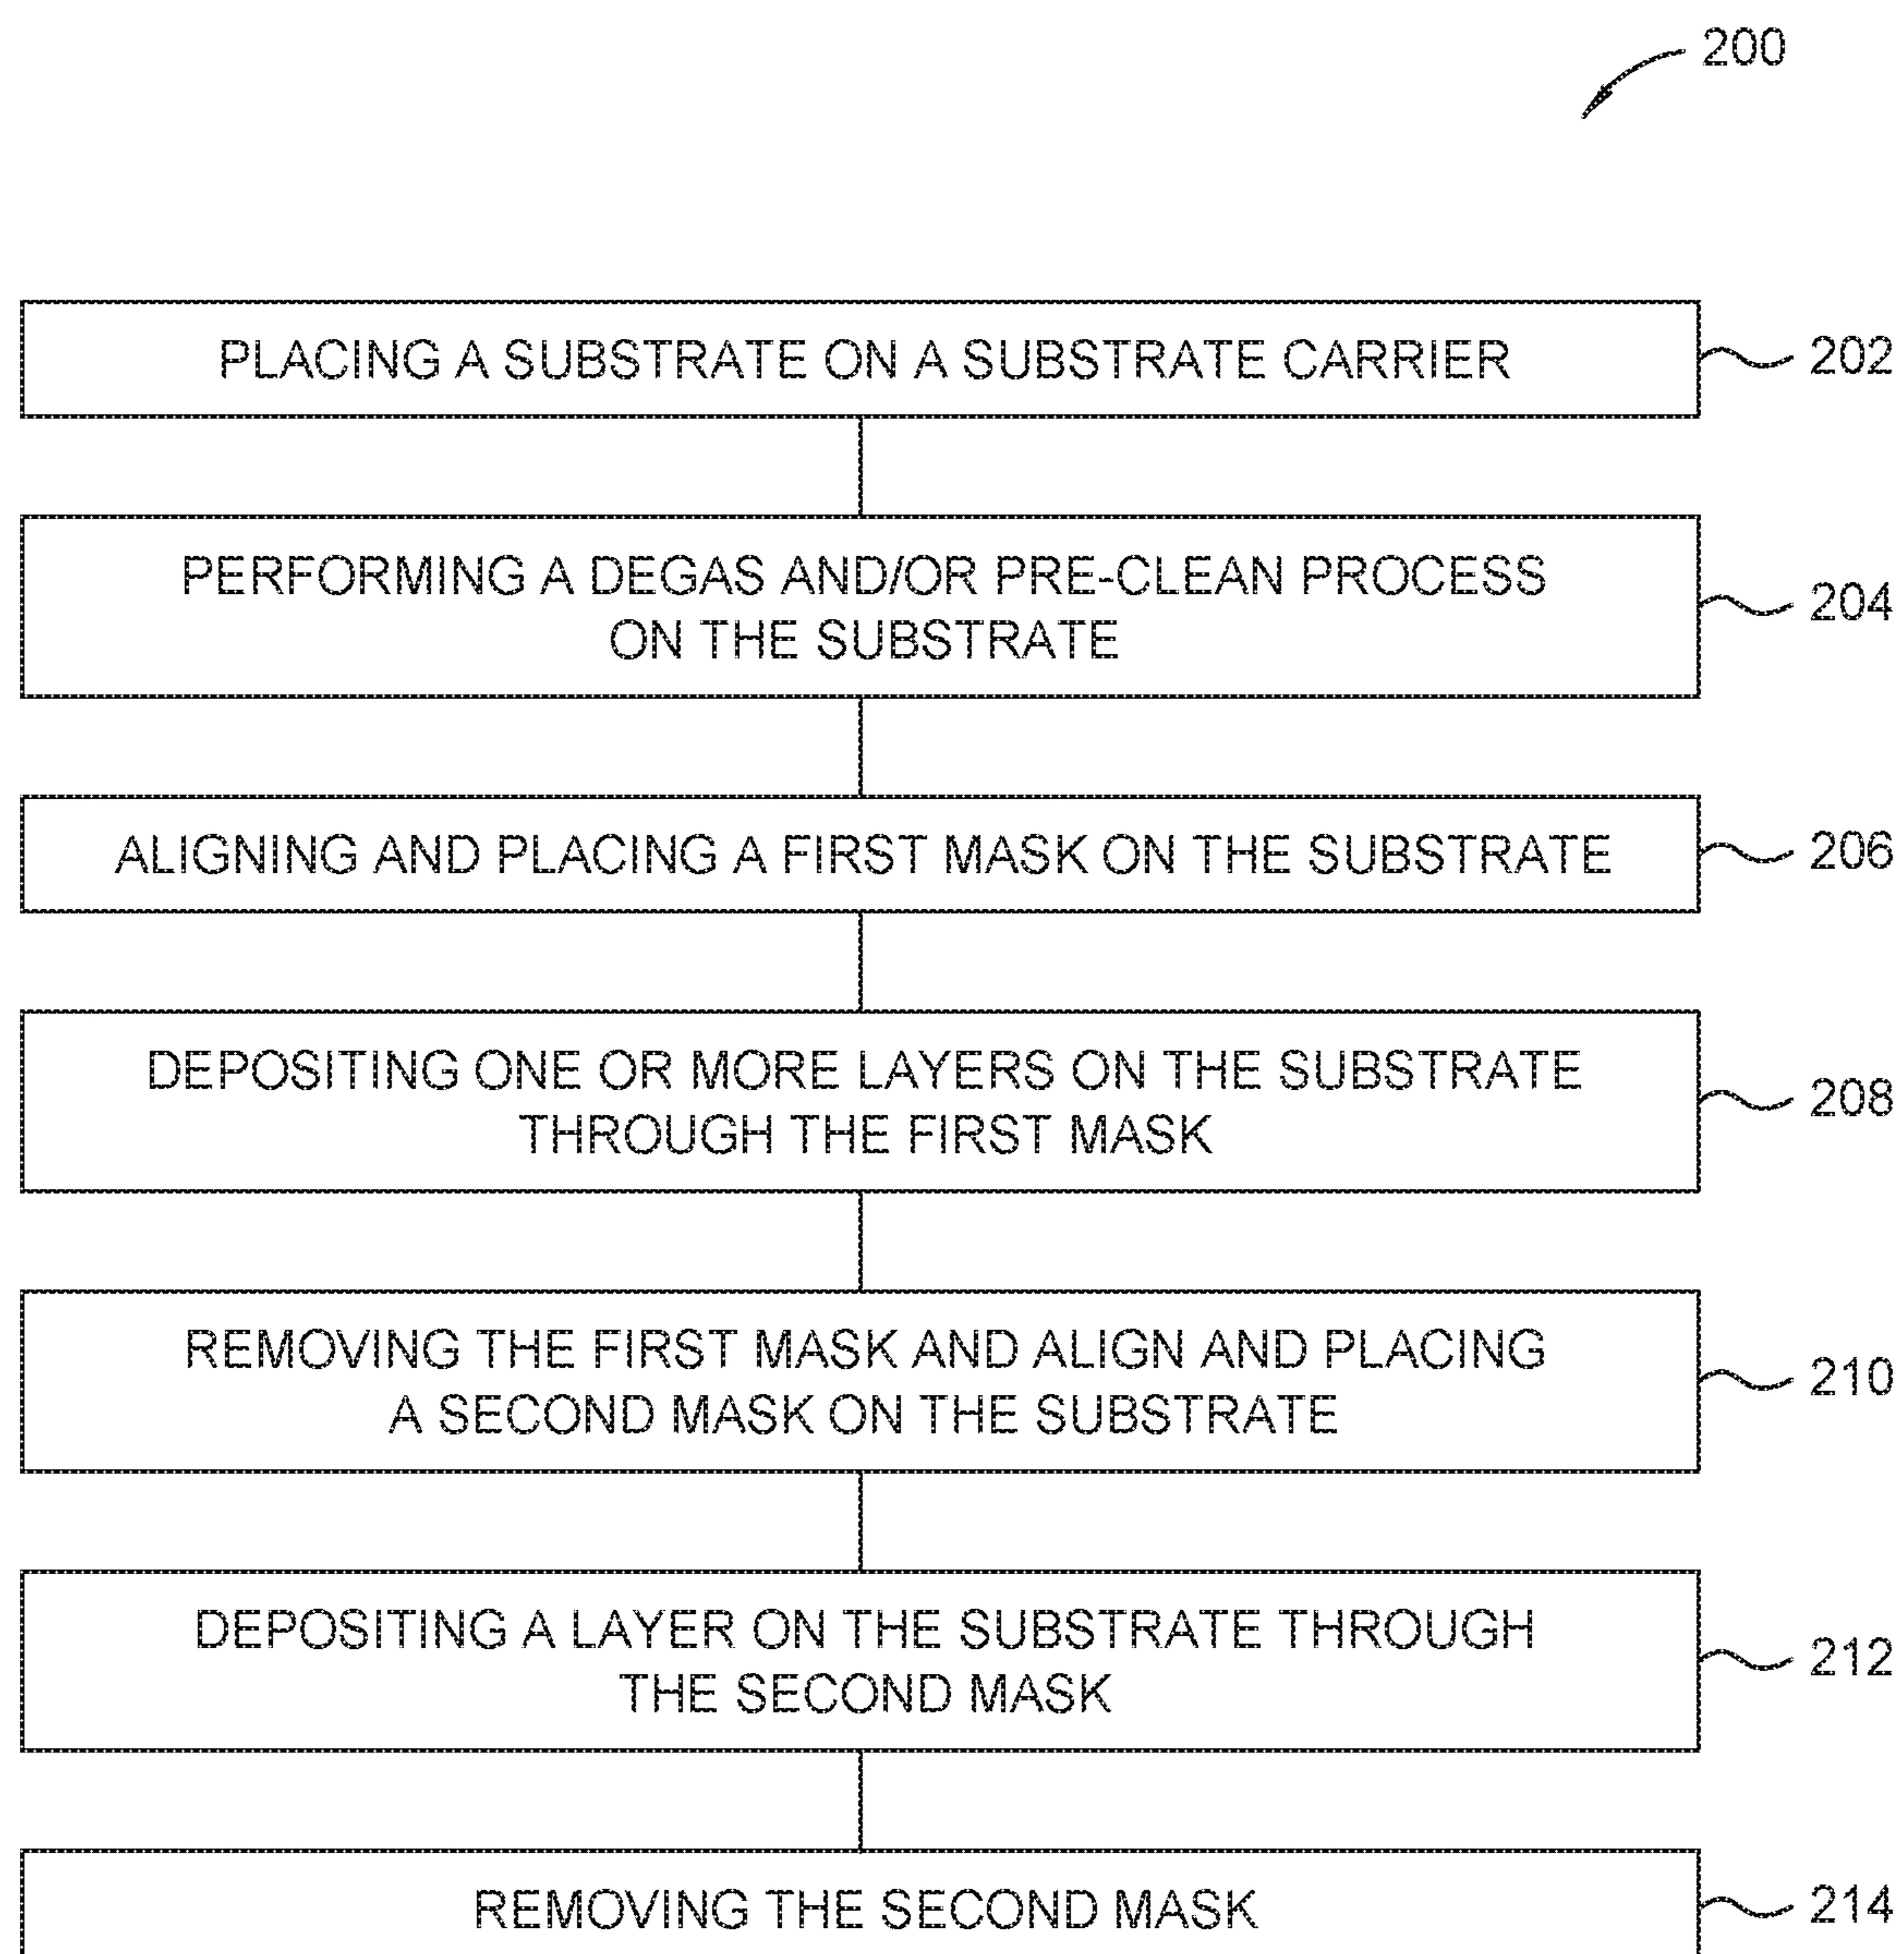 200
PLACING A SUBSTRATE ON A SUBSTRATE CARRIER
202
PERFORMING A DEGAS AND/OR PRE-CLEAN PROCESS
ON THE SUBSTRATE
204
ALIGNING AND PLACING A FIRST MASK ON THE SUBSTRATE
206
DEPOSITING ONE OR MORE LAYERS ON THE SUBSTRATE
THROUGH THE FIRST MASK
208
REMOVING THE FIRST MASK AND ALIGN AND PLACING
A SECOND MASK ON THE SUBSTRATE
210
DEPOSITING A LAYER ON THE SUBSTRATE THROUGH
THE SECOND MASK
212
REMOVING THE SECOND MASK
214